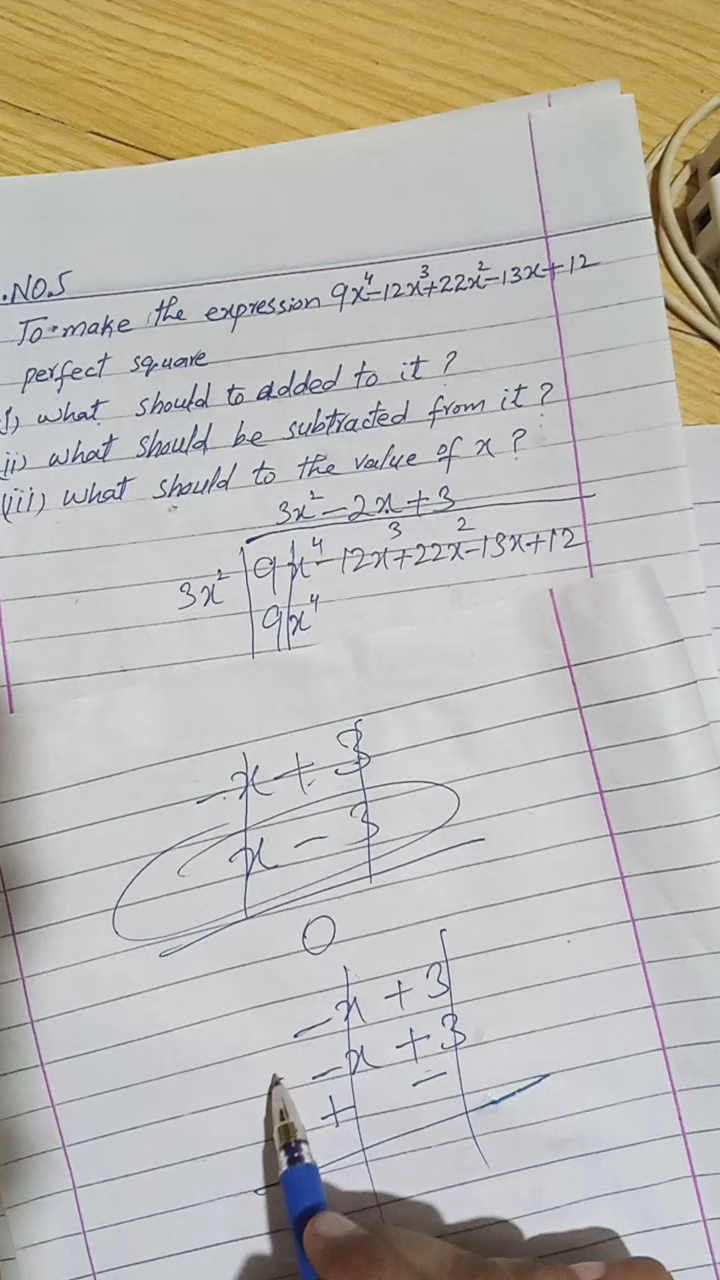 .NO.5
To make the expression 9x⁴-12x³+22x²-13x+12
perfect square
i) what should to added to it ?
(ii) what should be subtracted from it ?
(iii) what should to the value of x ?
3x² - 2x + 3
3x² 9x⁴-12x³+22x²-13x+12
9x⁴
-x + 3
x - 3
0
-x + 3
-x + 3
+ -